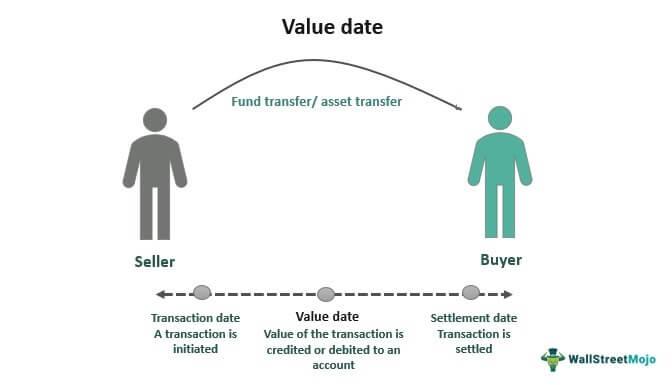 Value date
Fund transfer/ asset transfer
Seller
Buyer
Transaction date
A transaction is
initiated
Value date
Value of the transaction is
credited or debited to an
account
Settlement date
Transaction is
settled
WallStreetMojo